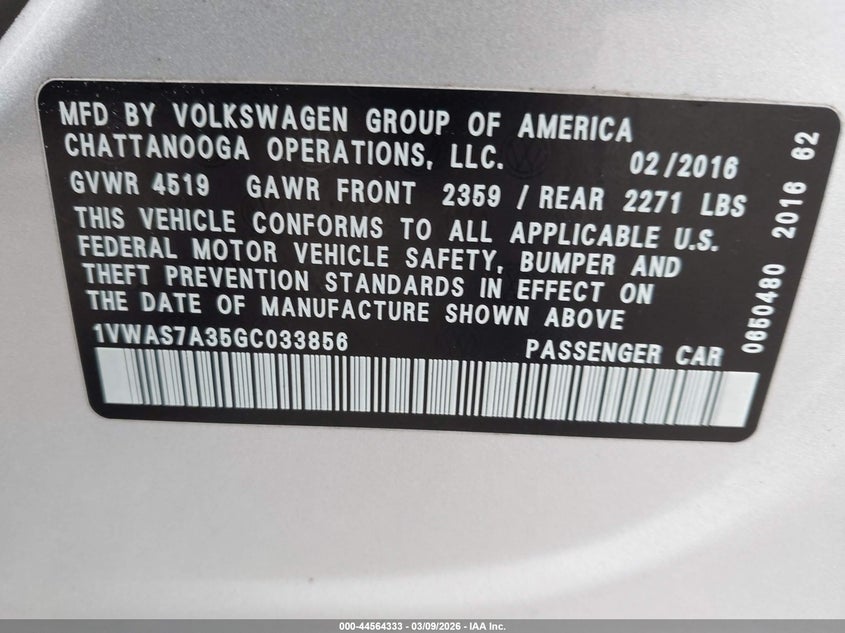 MFD BY VOLKSWAGEN GROUP OF AMERICA
CHATTANOOGA OPERATIONS, LLC. 02/2016
GVWR 4519 GAWR FRONT 2359 / REAR 2271 LBS
THIS VEHICLE CONFORMS TO ALL APPLICABLE U.S.
FEDERAL MOTOR VEHICLE SAFETY, BUMPER AND
THEFT PREVENTION STANDARDS IN EFFECT ON
THE DATE OF MANUFACTURE SHOWN ABOVE
1VWAS7A35GC033856 PASSENGER CAR
0650480 2016 62
000-44564333 - 03/09/2026 - IAA Inc.